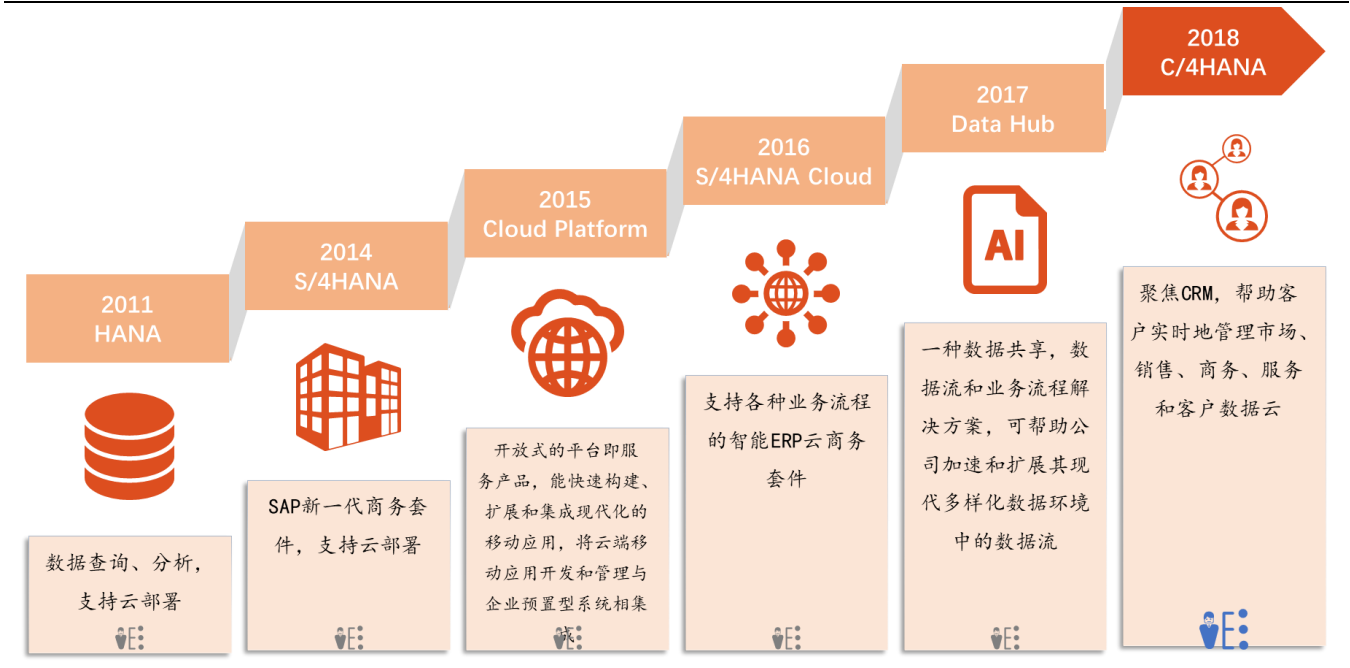 2011
HANA
数据查询、分析，
支持云部署
2014
S/4HANA
SAP新一代商务套
件，支持云部署
2015
Cloud Platform
开放式的平台即服
务产品，能快速构建、
扩展和集成现代化的
移动应用，将云端移
动应用开发和管理与
企业预置型系统相集
成
2016
S/4HANA Cloud
支持各种业务流程
的智能ERP云商务
套件
2017
Data Hub
AI
一种数据共享，数
据流和业务流程解
决方案，可帮助公
司加速和扩展其现
代多样化数据环境
中的数据流
2018
C/4HANA
聚焦CRM，帮助客
户实时地管理市场、
销售、商务、服务
和客户数据云